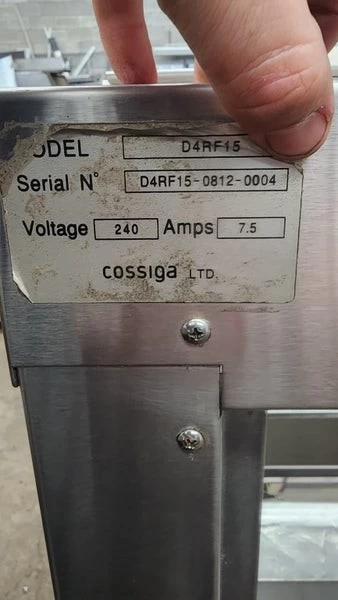 ODEL D4RF15
Serial N° D4RF15-0812-0004
Voltage 240 Amps 7.5
cossiga LTD